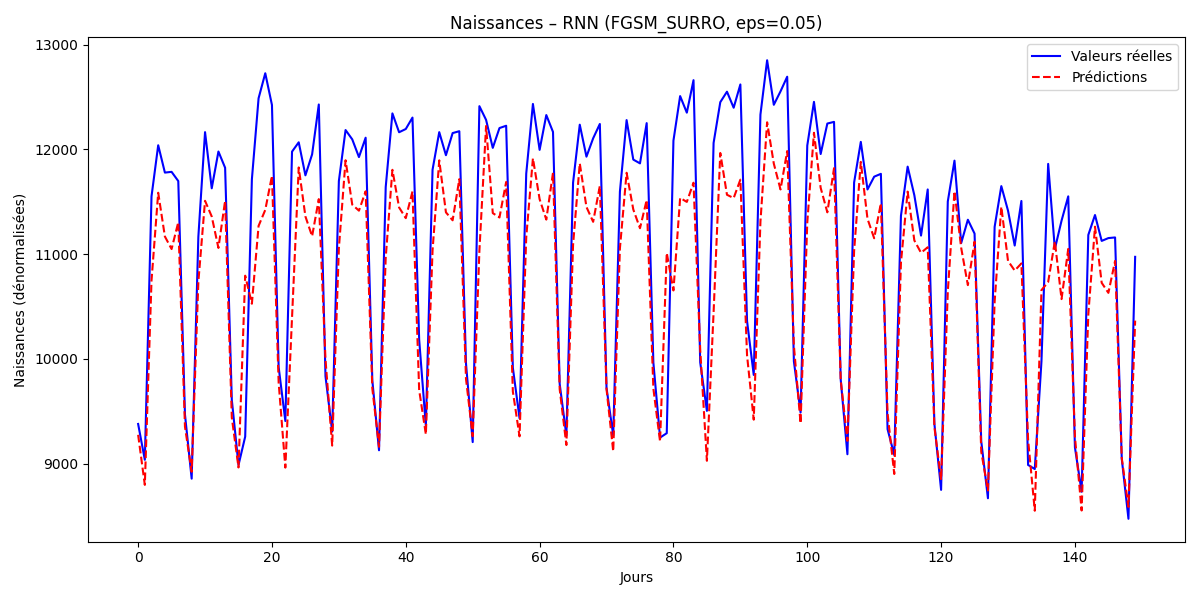 Naissances – RNN (FGSM_SURRO, eps=0.05)
Valeurs réelles
Prédictions
Naissances (dénormalisées)
13000
12000
11000
10000
9000
0 20 40 60 80 100 120 140
Jours